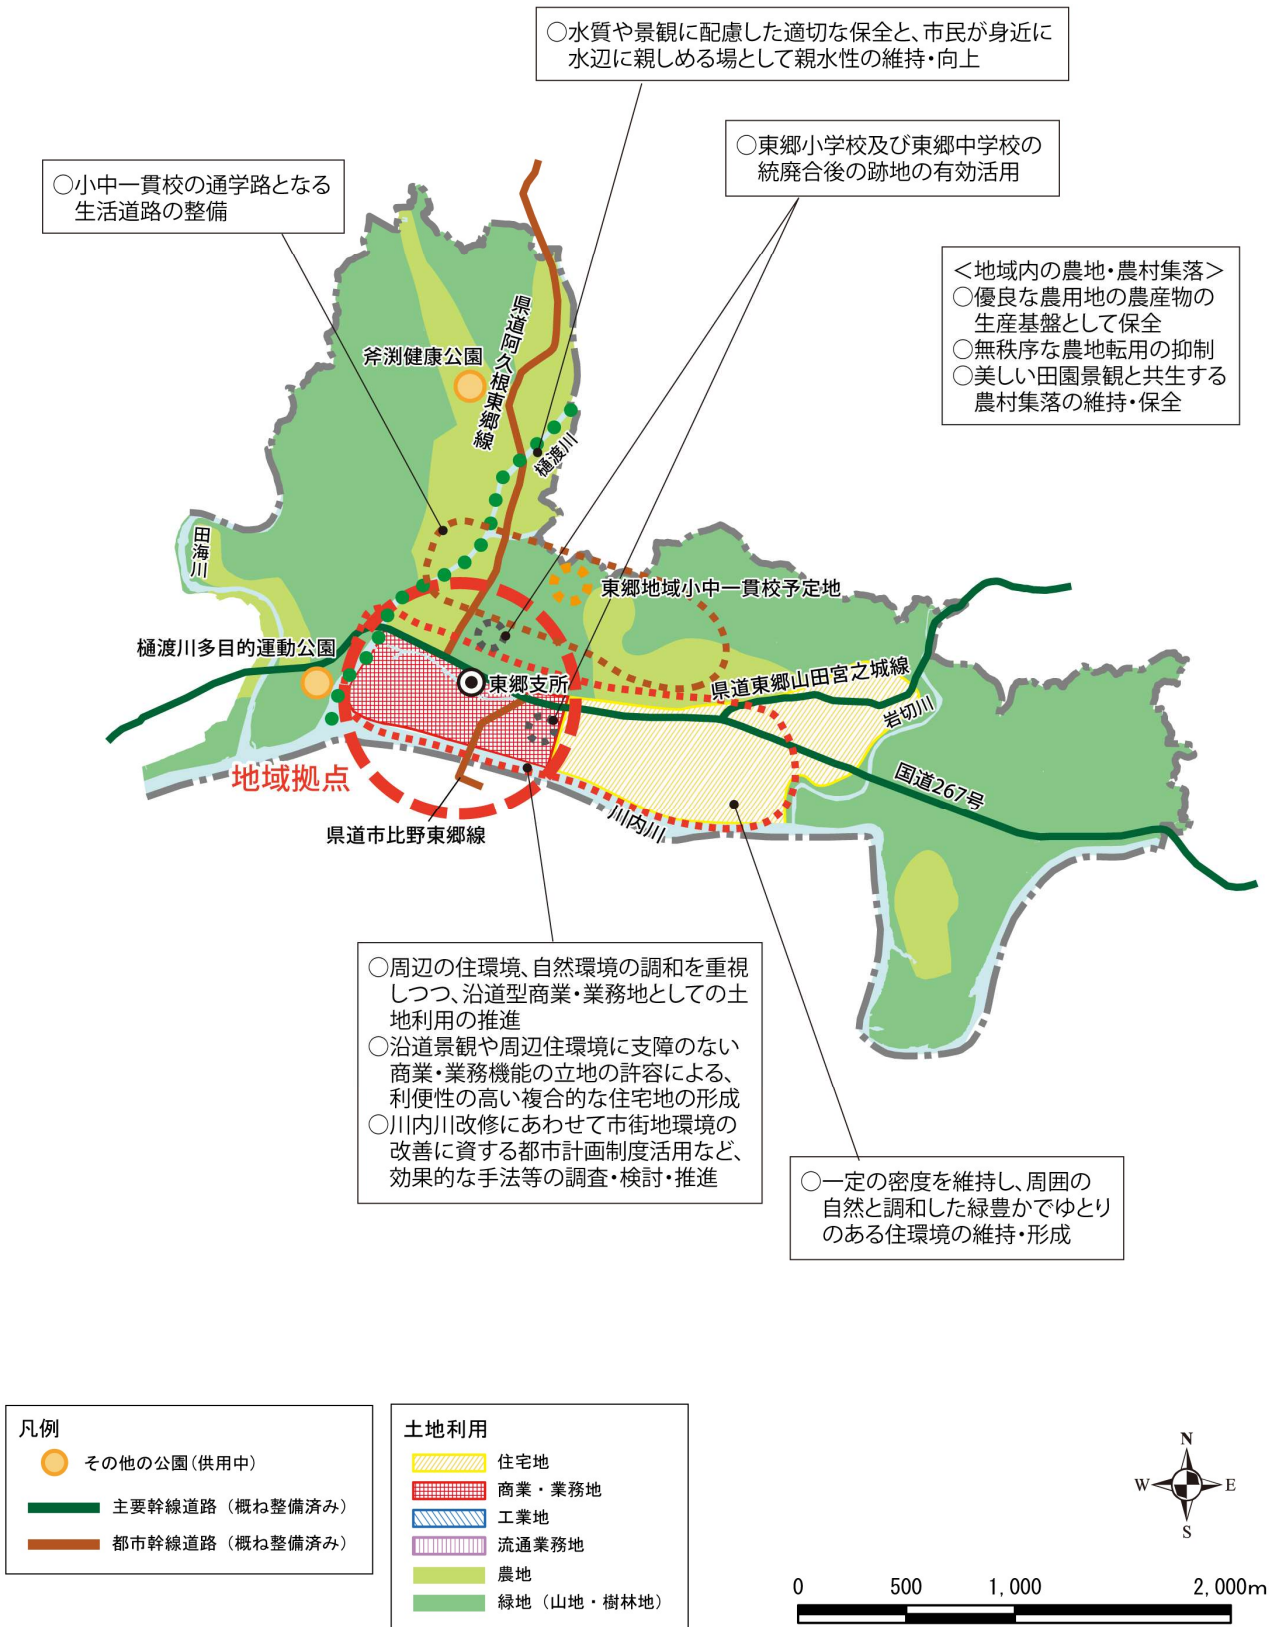 ○水質や景観に配慮した適切な保全と、市民が身近に
水辺に親しめる場として親水性の維持・向上
○東郷小学校及び東郷中学校の
統廃合後の跡地の有効活用
○小中一貫校の通学路となる
生活道路の整備
＜地域内の農地・農村集落＞
○優良な農用地の農産物の
生産基盤として保全
○無秩序な農地転用の抑制
○美しい田園景観と共生する
農村集落の維持・保全
県道阿久根東郷線
斧渕健康公園
樋渡川
田海川
東郷地域小中一貫校予定地
樋渡川多目的運動公園
東郷支所
県道東郷山田宮之城線
岩切川
地域拠点
国道267号
川内川
県道市比野東郷線
○周辺の住環境、自然環境の調和を重視
しつつ、沿道型商業・業務地としての土
地利用の推進
○沿道景観や周辺住環境に支障のない
商業・業務機能の立地の許容による、
利便性の高い複合的な住宅地の形成
○川内川改修にあわせて市街地環境の
改善に資する都市計画制度活用など、
効果的な手法等の調査・検討・推進
○一定の密度を維持し、周囲の
自然と調和した緑豊かでゆとり
のある住環境の維持・形成
凡例
その他の公園（供用中）
主要幹線道路（概ね整備済み）
都市幹線道路（概ね整備済み）
土地利用
住宅地
商業・業務地
工業地
流通業務地
農地
緑地（山地・樹林地）
N
W
E
S
0 500 1,000 2,000m